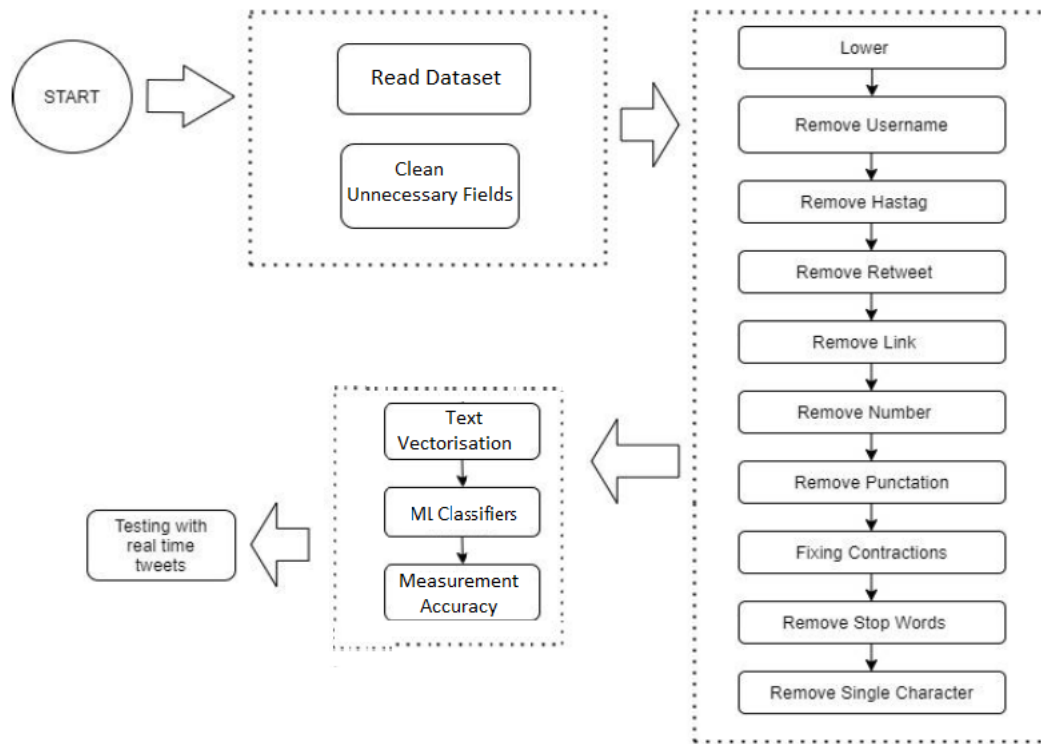 START
Read Dataset
Clean
Unnecessary Fields
Lower
Remove Username
Remove Hastag
Remove Retweet
Remove Link
Remove Number
Remove Punctation
Fixing Contractions
Remove Stop Words
Remove Single Character
Text
Vectorisation
ML Classifiers
Measurement
Accuracy
Testing with
real time
tweets